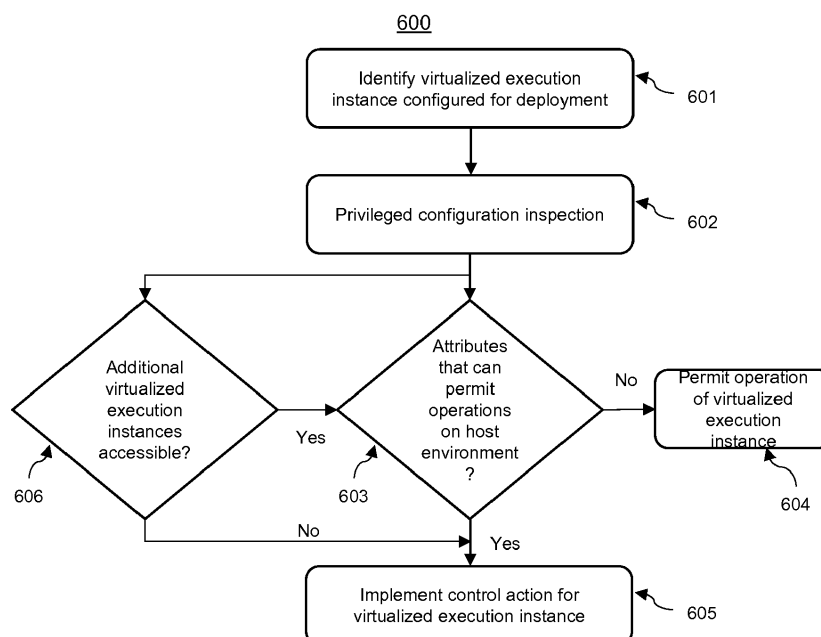 600
Identify virtualized execution
instance configured for deployment
601
Privileged configuration inspection
602
Additional
virtualized
execution
instances
accessible?
606
Yes
Attributes
that can
permit
operations
on host
environment
?
603
No
Permit operation
of virtualized
execution
instance
604
No
Yes
Implement control action for
virtualized execution instance
605